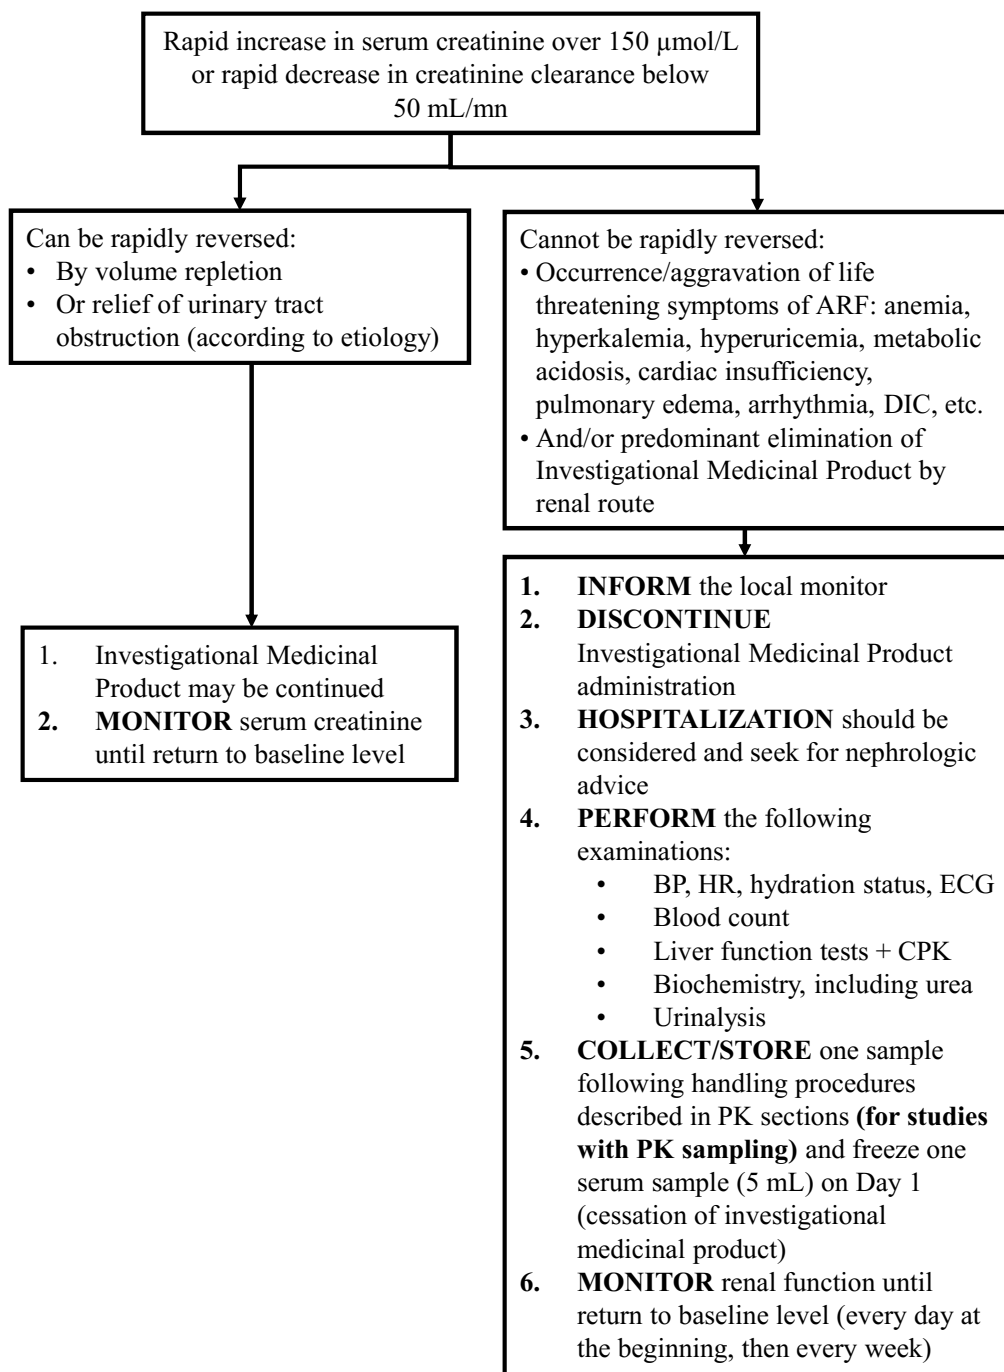 Rapid increase in serum creatinine over 150 µmol/L
or rapid decrease in creatinine clearance below
50 mL/mn
Can be rapidly reversed:
• By volume repletion
• Or relief of urinary tract
obstruction (according to etiology)
Cannot be rapidly reversed:
• Occurrence/aggravation of life
threatening symptoms of ARF: anemia,
hyperkalemia, hyperuricemia, metabolic
acidosis, cardiac insufficiency,
pulmonary edema, arrhythmia, DIC, etc.
• And/or predominant elimination of
Investigational Medicinal Product by
renal route
1. Investigational Medicinal
Product may be continued
2. MONITOR serum creatinine
until return to baseline level
1. INFORM the local monitor
2. DISCONTINUE
Investigational Medicinal Product
administration
3. HOSPITALIZATION should be
considered and seek for nephrologic
advice
4. PERFORM the following
examinations:
• BP, HR, hydration status, ECG
• Blood count
• Liver function tests + CPK
• Biochemistry, including urea
• Urinalysis
5. COLLECT/STORE one sample
following handling procedures
described in PK sections (for studies
with PK sampling) and freeze one
serum sample (5 mL) on Day 1
(cessation of investigational
medicinal product)
6. MONITOR renal function until
return to baseline level (every day at
the beginning, then every week)